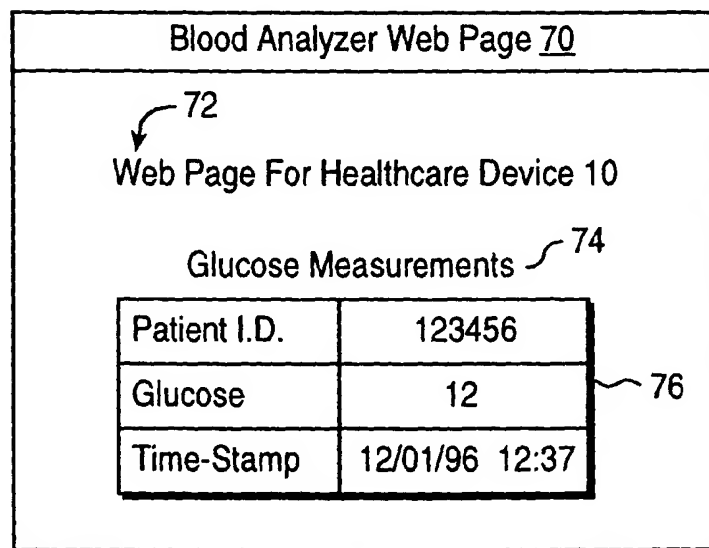 Blood Analyzer Web Page 70
72
Web Page For Healthcare Device 10
Glucose Measurements 74
Patient I.D. 123456
Glucose 12 76
Time-Stamp 12/01/96 12:37